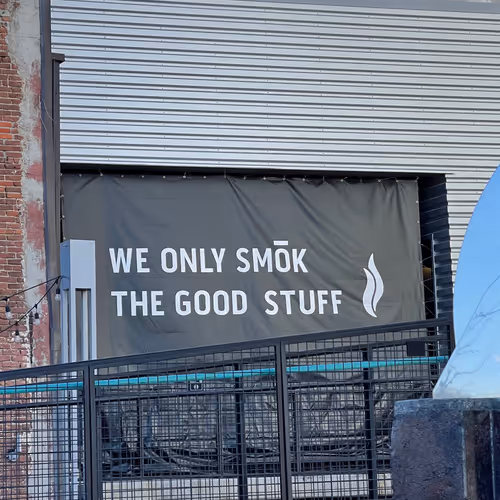 WE ONLY SMŌK
THE GOOD STUFF